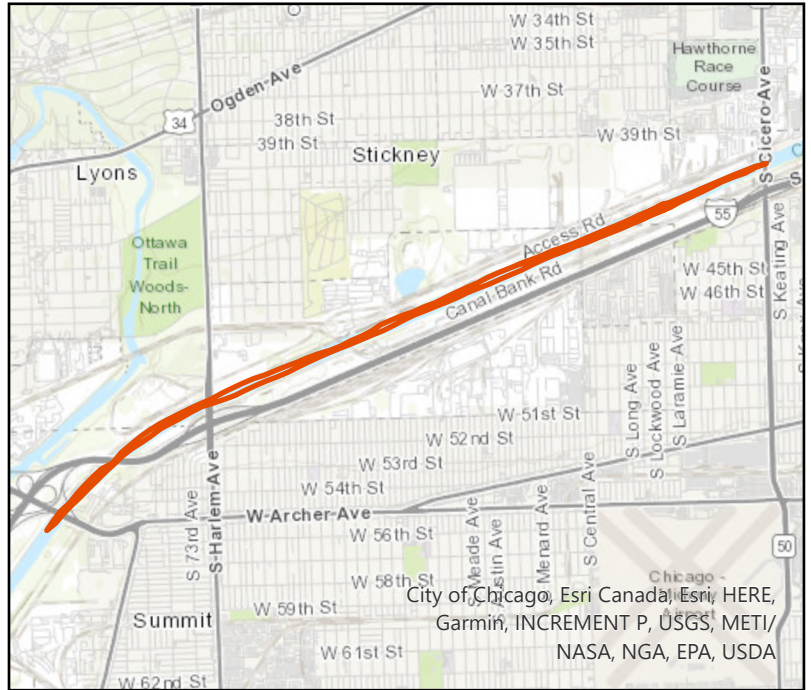 W 34th St
W 35th St
Hawthorne
Race
Course
Ogden Ave
W 37th St
34
38th St
39th St
W 39th St
S Cicero Ave
Lyons
Stickney
C
S
55
Access Rd
Ottawa
Trail
Woods-
North
Canal Bank Rd
W 45th St
W 46th St
S Keating Ave
S Long Ave
S Lockwood Ave
S Laramie Ave
W 51st St
W 52nd St
W 53rd St
W 54th St
S 73rd Ave
S Harlem Ave
W Archer Ave
W 56th St
S Meade Ave
S Austin Ave
S Menard Ave
S Central Ave
50
W 58th St
Chicago -
Airport
W 59th St
Summit
W 61st St
W 62nd St
City of Chicago, Esri Canada, Esri, HERE,
Garmin, INCREMENT P, USGS, METI/
NASA, NGA, EPA, USDA